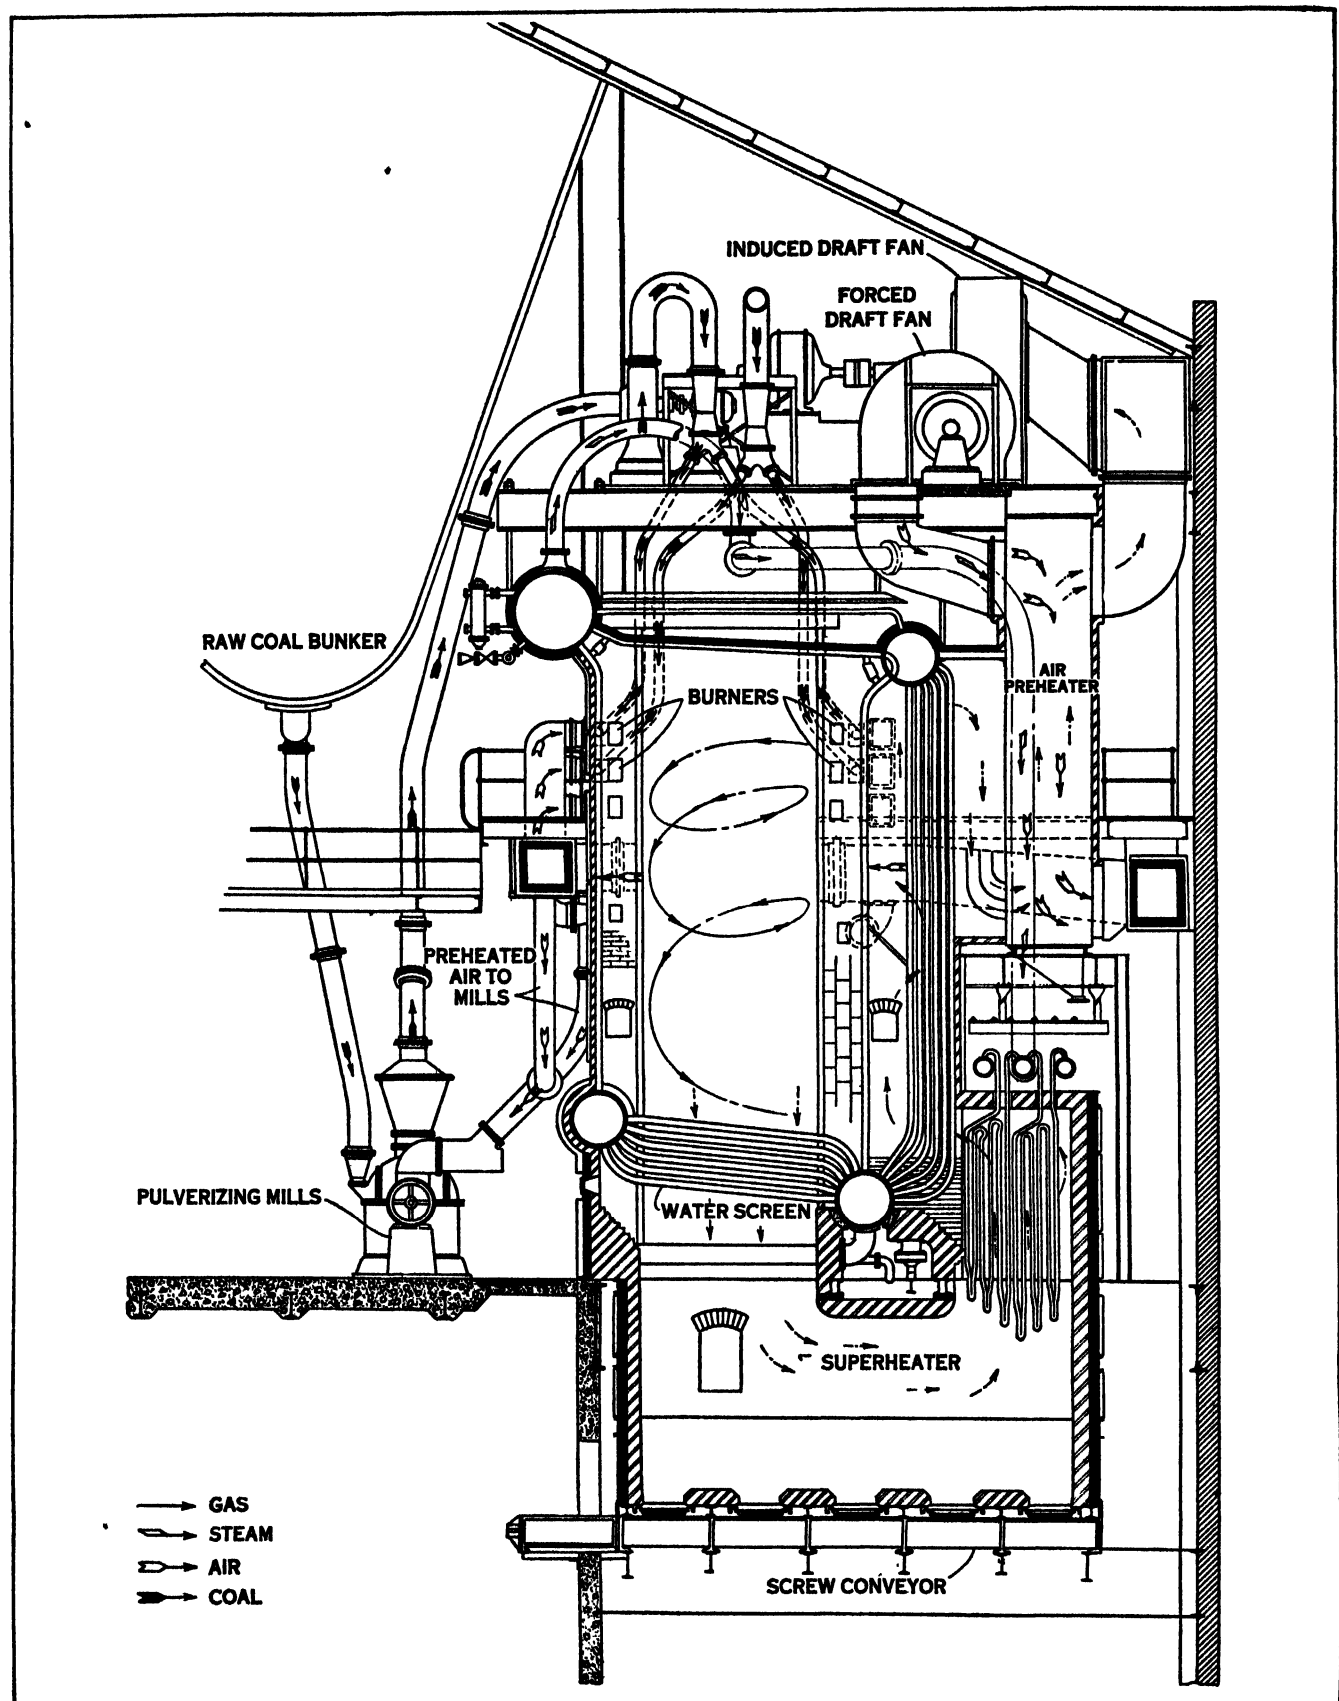 INDUCED DRAFT FAN
FORCED
DRAFT FAN
RAW COAL BUNKER
AIR
PREHEATER
BURNERS
PREHEATED
AIR TO
MILLS
PULVERIZING MILLS
WATER SCREEN
SUPERHEATER
GAS
STEAM
AIR
COAL
SCREW CONVEYOR